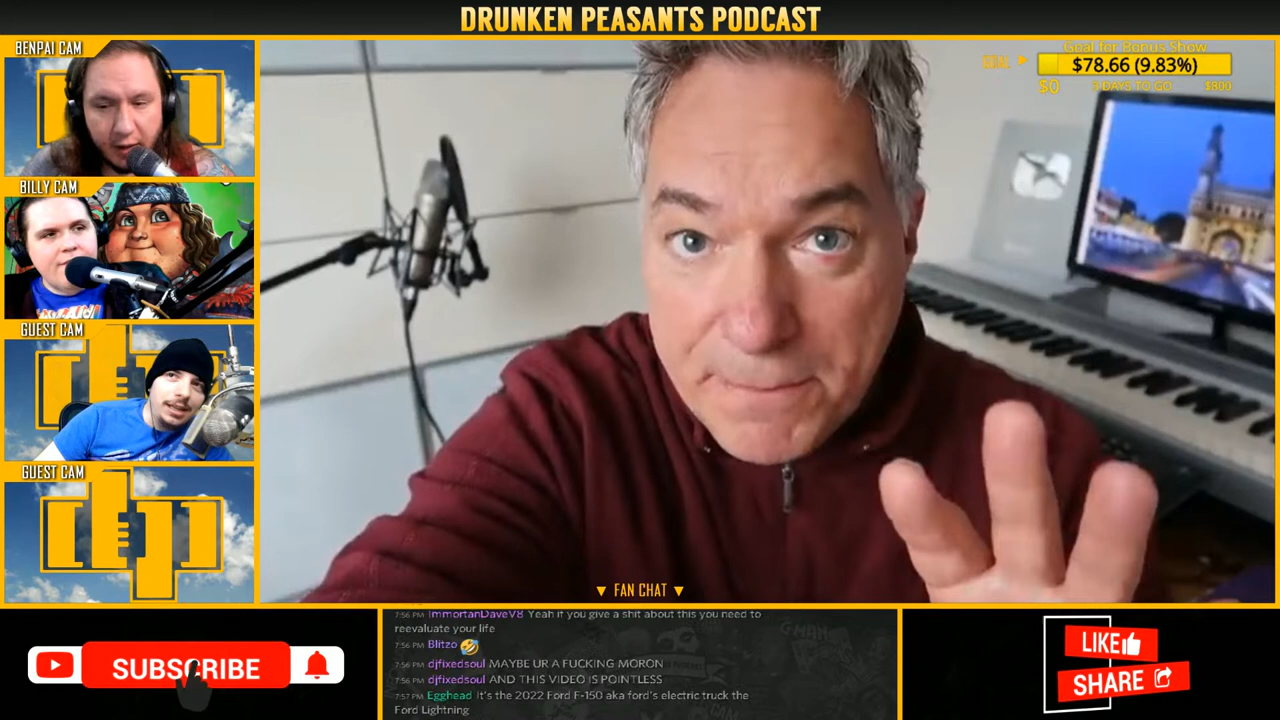 DRUNKEN PEASANTS PODCAST
BENPAI CAM
BILLY CAM
GUEST CAM
GUEST CAM
Goal for Bonus Show
$78.66 (9.83%)
$0
3 DAYS TO GO
$800
▼ FAN CHAT ▼
7:56 PM ImmortanDaveV8 Yeah if you give a shit about this you need to
reevaluate your life
7:56 PM Blitzo 🤣
7:56 PM djfixedsoul MAYBE UR A FUCKING MORON
7:56 PM djfixedsoul AND THIS VIDEO IS POINTLESS
7:57 PM Egghead It's the 2022 Ford F-150 aka ford's electric truck the
Ford Lightning
SUBSCRIBE
LIKE
SHARE